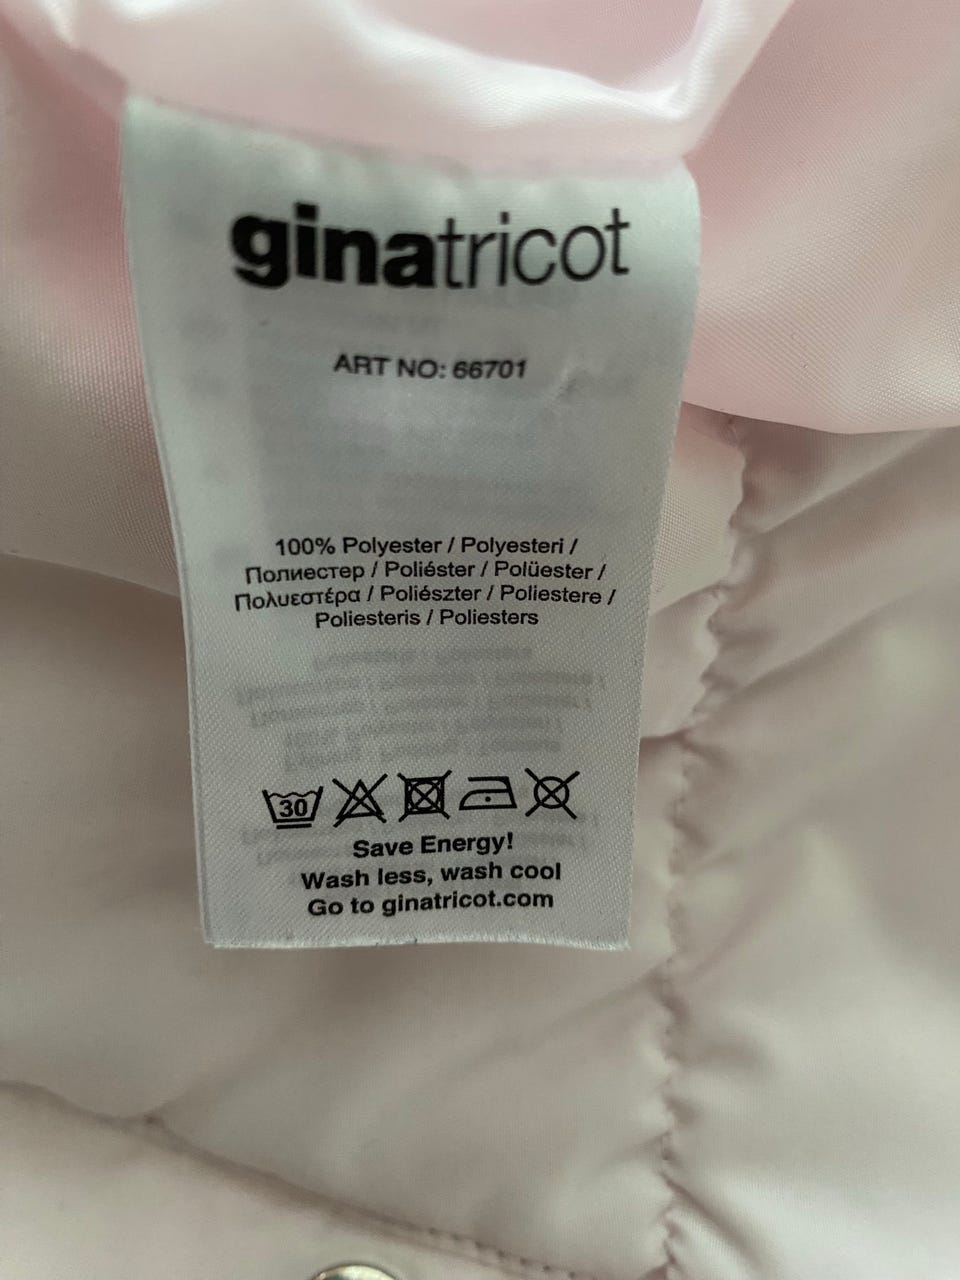 ginatricot
ART NO: 66701
100% Polyester / Polyesteri /
Полиестер / Poliéster / Polüester /
Πολυεστέρα / Poliészter / Poliestere /
Poliesteris / Poliesters
30
Save Energy!
Wash less, wash cool
Go to ginatricot.com